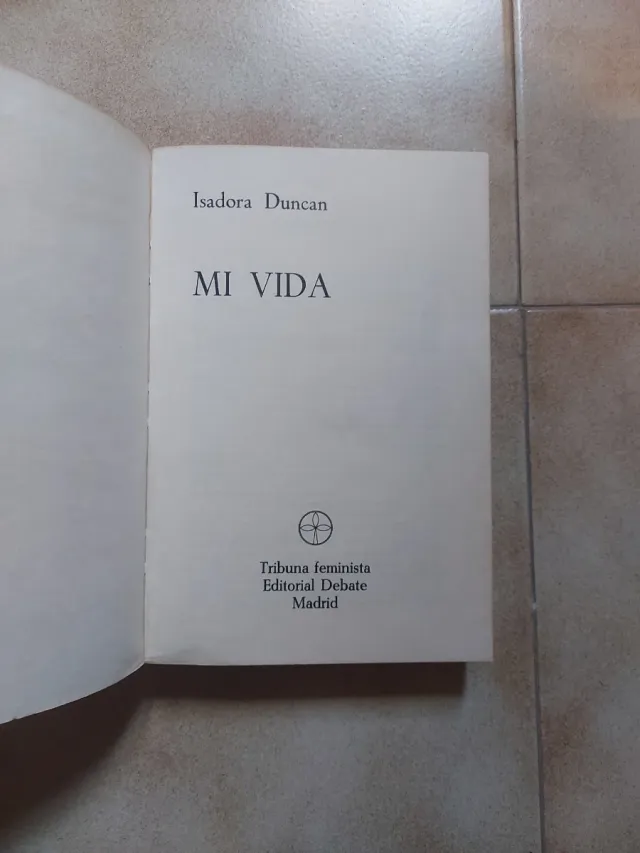 Isadora Duncan
MI VIDA
Tribuna feminista
Editorial Debate
Madrid